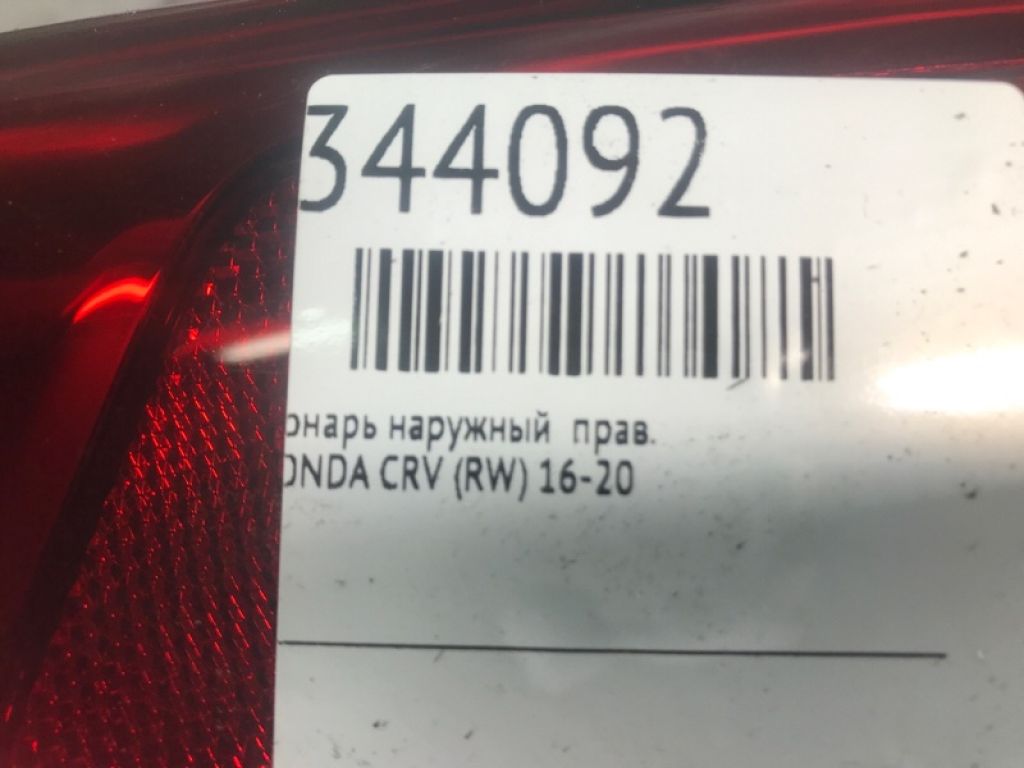 344092
онарь наружный прав.
ONDA CRV (RW) 16-20